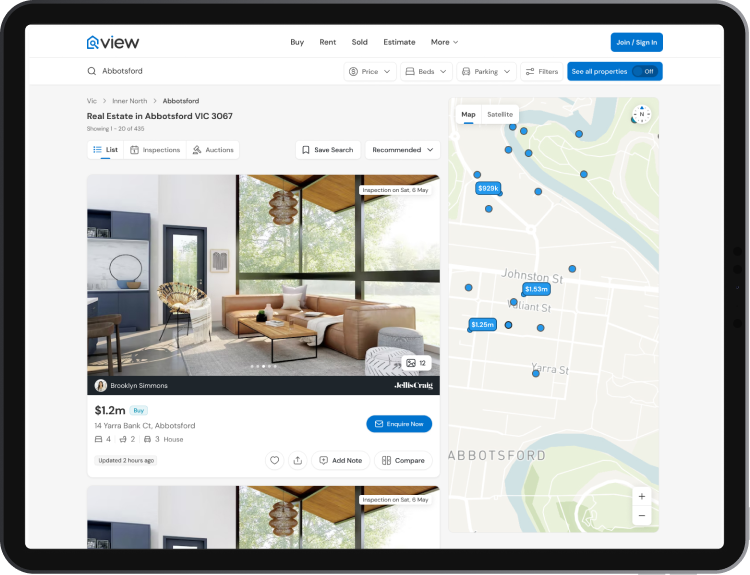 view
Buy Rent Sold Estimate More
Join / Sign In
Abbotsford
Price Beds Parking Filters
See all properties Off
Vic > Inner North > Abbotsford
Real Estate in Abbotsford VIC 3067
Showing 1 - 20 of 435
List Inspections Auctions
Save Search
Recommended
Inspection on Sat, 6 May
12
Brooklyn Simmons
JellisCraig
$1.2m Buy
14 Yarra Bank Ct, Abbotsford
4 2 3 House
Enquire Now
Updated 2 hours ago
Add Note
Compare
Inspection on Sat, 6 May
Map Satellite
N
$929k
Johnston St
$1.53m
Valiant St
$1.25m
Yarra St
ABBOTSFORD
+
−